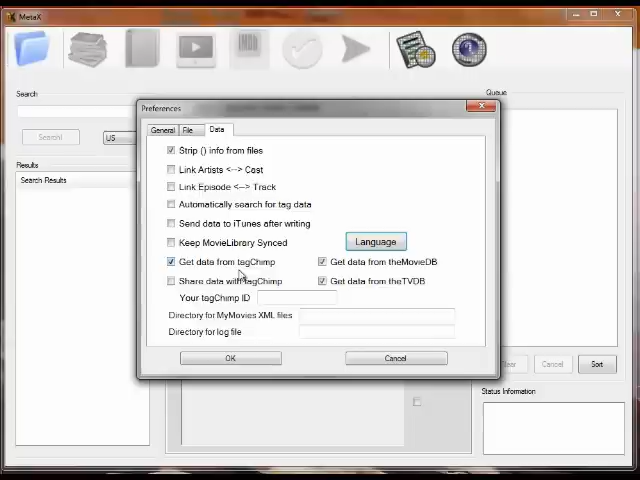 MetaX
IMDB
Search
Search!
US
Results
Search Results
Queue
Preferences
General
File
Data
Strip () info from files
Link Artists <--> Cast
Link Episode <--> Track
Automatically search for tag data
Send data to iTunes after writing
Keep MovieLibrary Synced
Language
Get data from tagChimp
Get data from theMovieDB
Share data with tagChimp
Get data from theTVDB
Your tagChimp ID
Directory for MyMovies XML files
Directory for log file
OK
Cancel
Clear
Cancel
Sort
Status Information